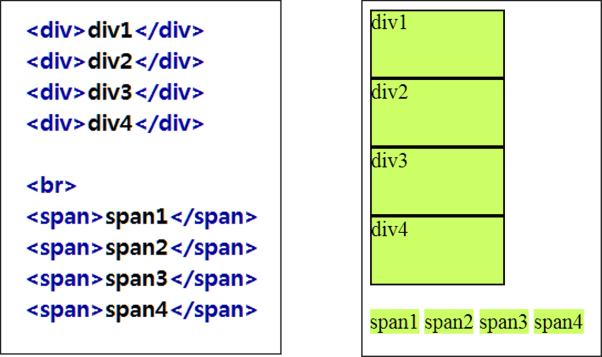 <div>div1</div>
<div>div2</div>
<div>div3</div>
<div>div4</div>
<br>
<span>span1</span>
<span>span2</span>
<span>span3</span>
<span>span4</span>
div1
div2
div3
div4
span1 span2 span3 span4